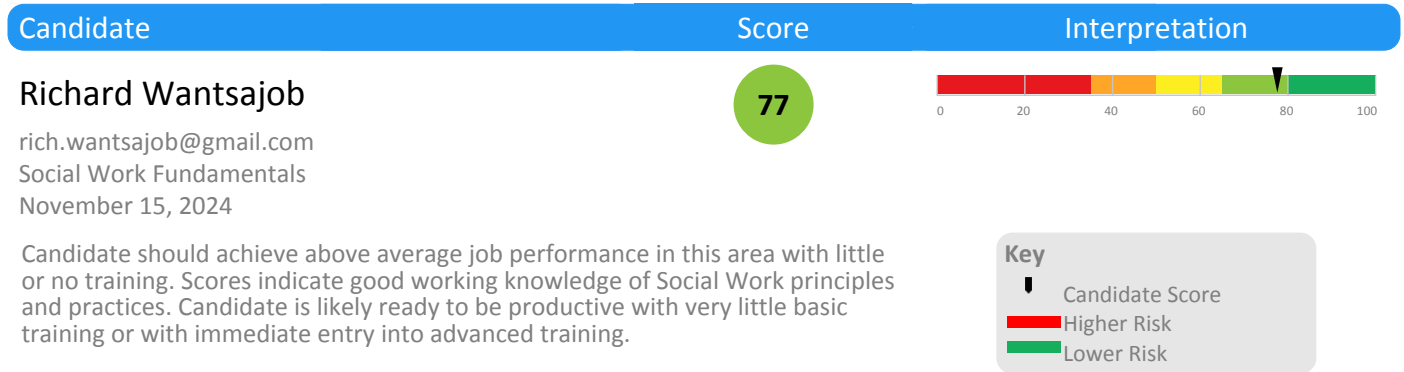 Candidate Score Interpretation
Richard Wantsajob
77
0 20 40 60 80 100
rich.wantsajob@gmail.com
Social Work Fundamentals
November 15, 2024
Candidate should achieve above average job performance in this area with little
or no training. Scores indicate good working knowledge of Social Work principles
and practices. Candidate is likely ready to be productive with very little basic
training or with immediate entry into advanced training.
Key
Candidate Score
Higher Risk
Lower Risk